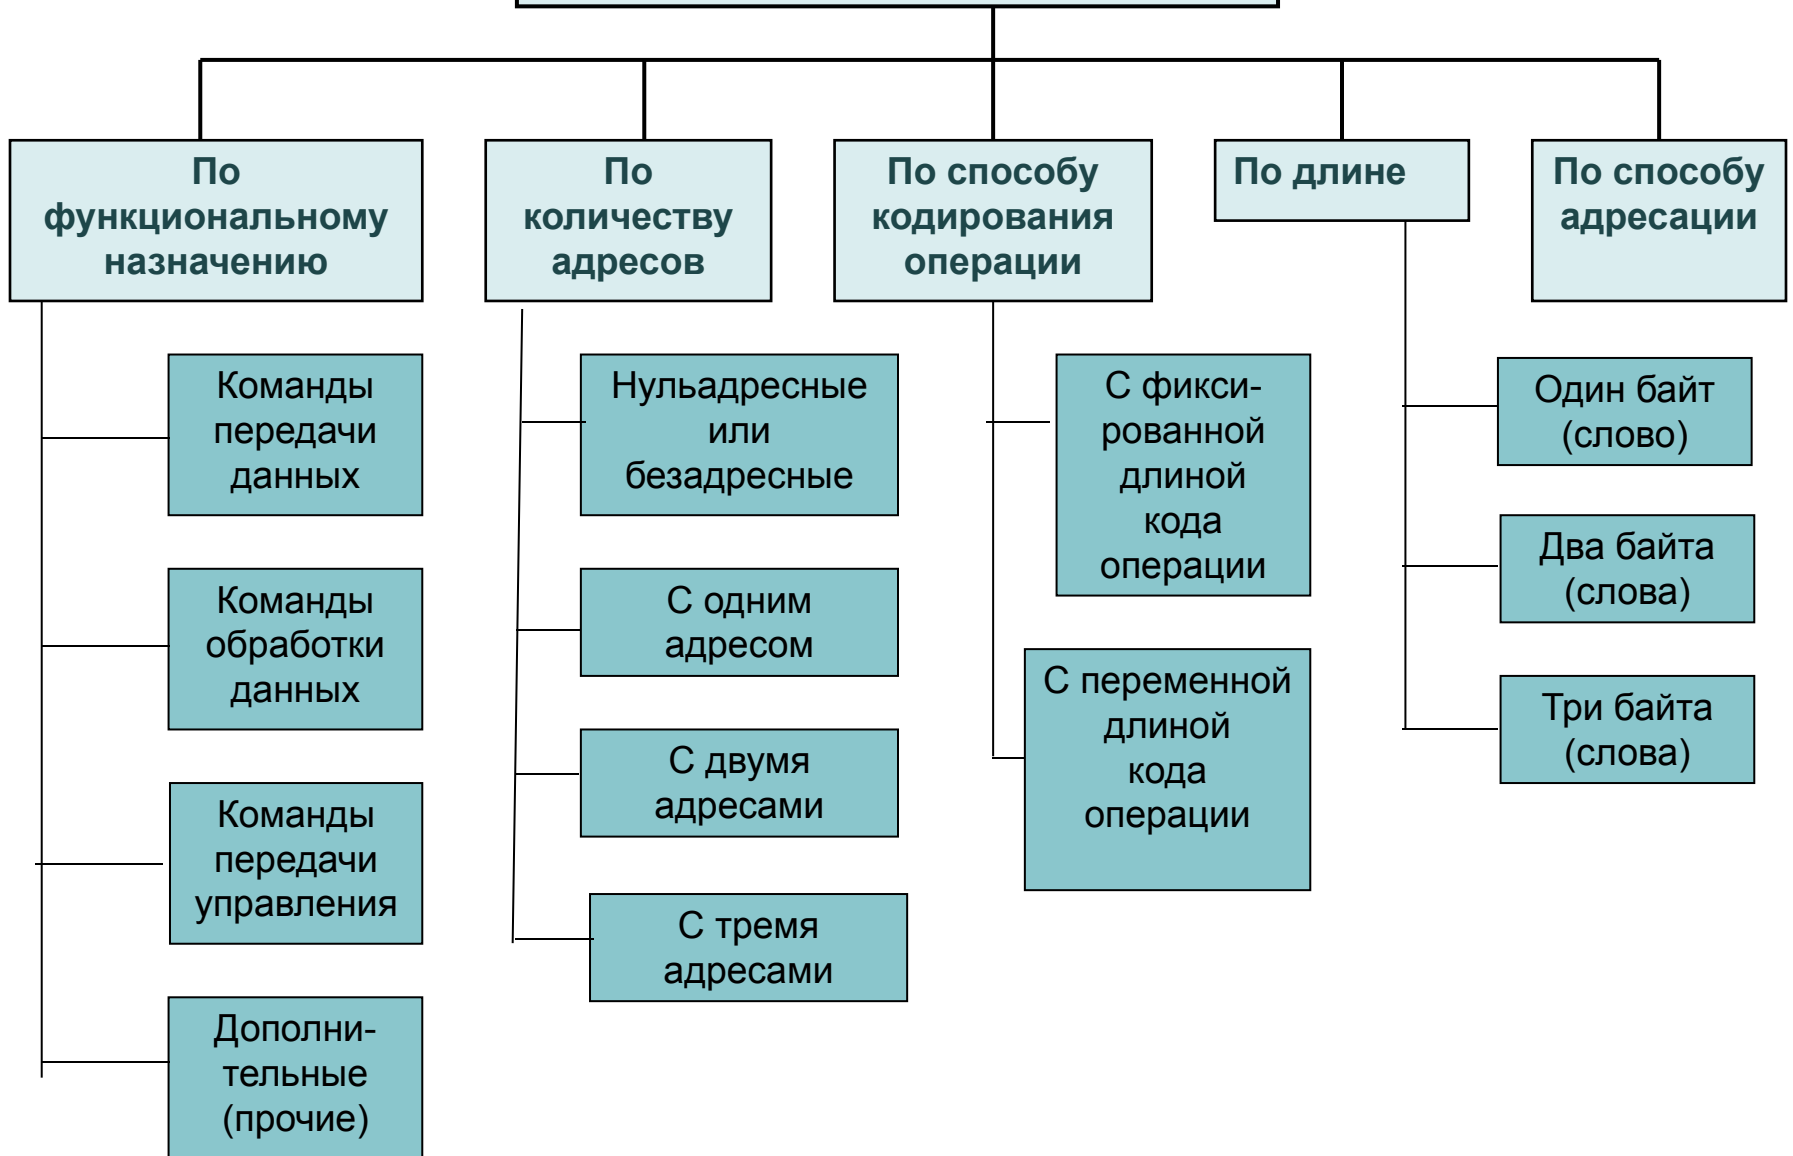 По
функциональному
назначению
По
количеству
адресов
По способу
кодирования
операции
По длине
По способу
адресации
Команды
передачи
данных
Команды
обработки
данных
Команды
передачи
управления
Дополни-
тельные
(прочие)
Нульадресные
или
безадресные
С одним
адресом
С двумя
адресами
С тремя
адресами
С фикси-
рованной
длиной
кода
операции
С переменной
длиной
кода
операции
Один байт
(слово)
Два байта
(слова)
Три байта
(слова)